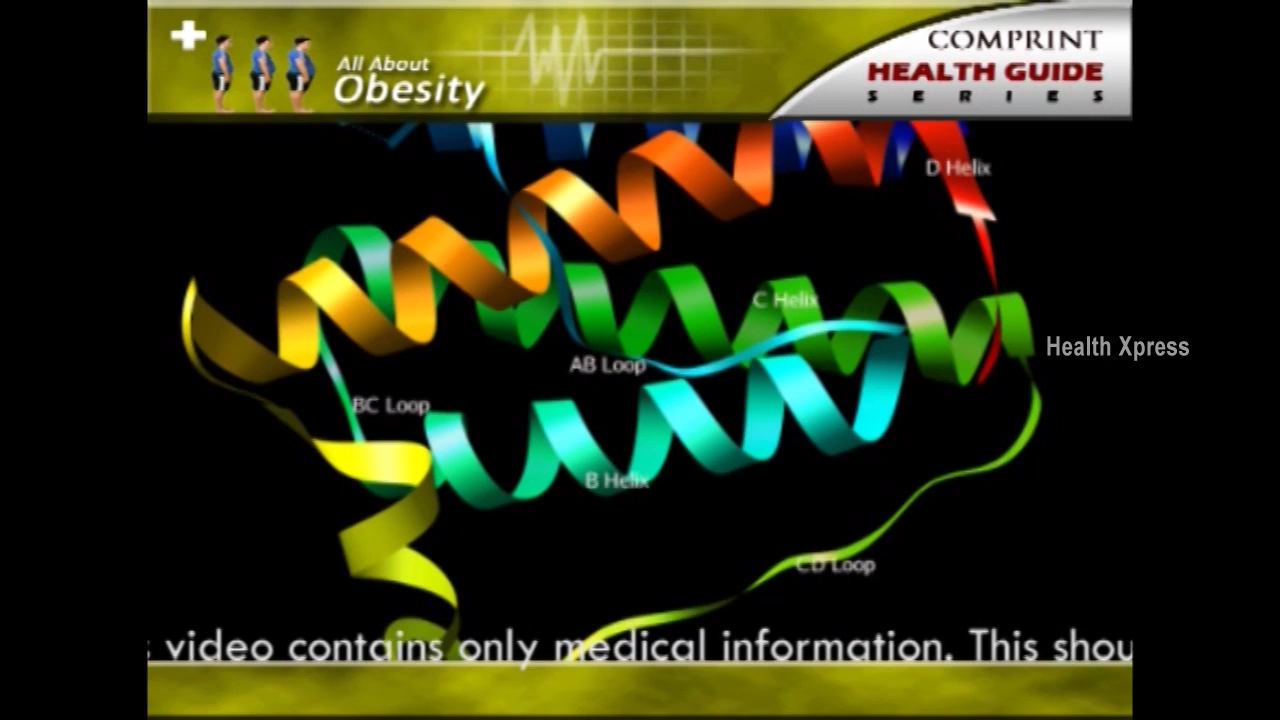 All About
Obesity
COMPRINT
HEALTH GUIDE
SERIES
D Helix
C Helix
Health Xpress
AB Loop
BC Loop
B Helix
CD Loop
video contains only medical information. This shou